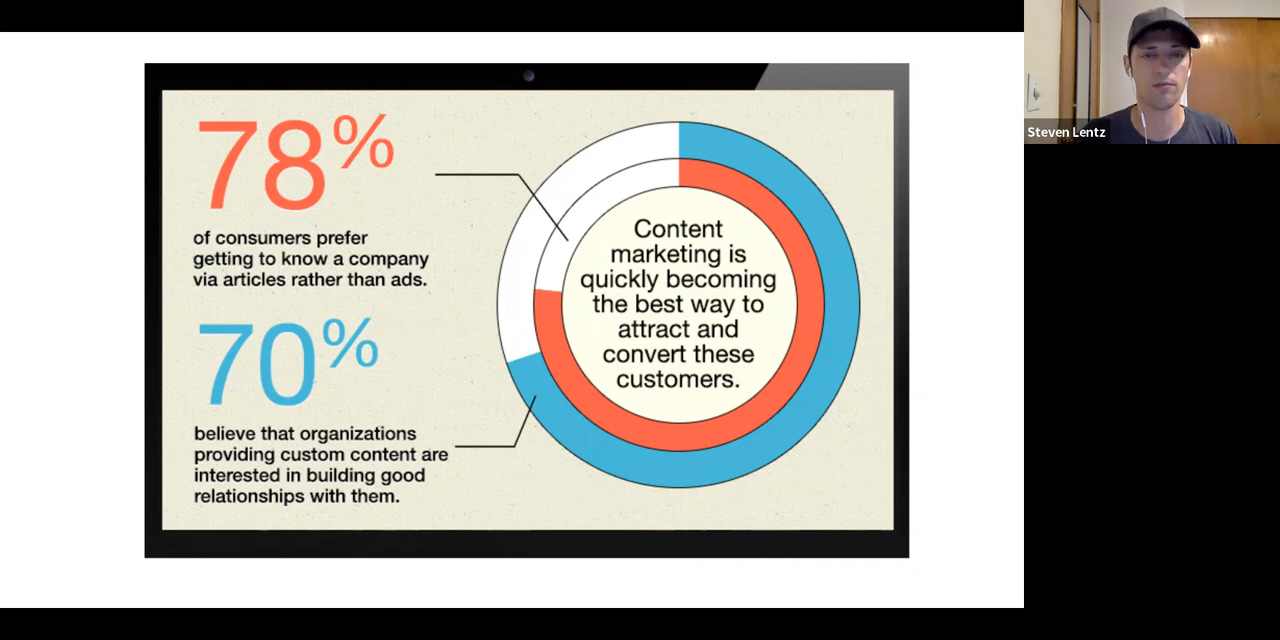 78%
of consumers prefer
getting to know a company
via articles rather than ads.
70%
believe that organizations
providing custom content are
interested in building good
relationships with them.
Content
marketing is
quickly becoming
the best way to
attract and
convert these
customers.
Steven Lentz